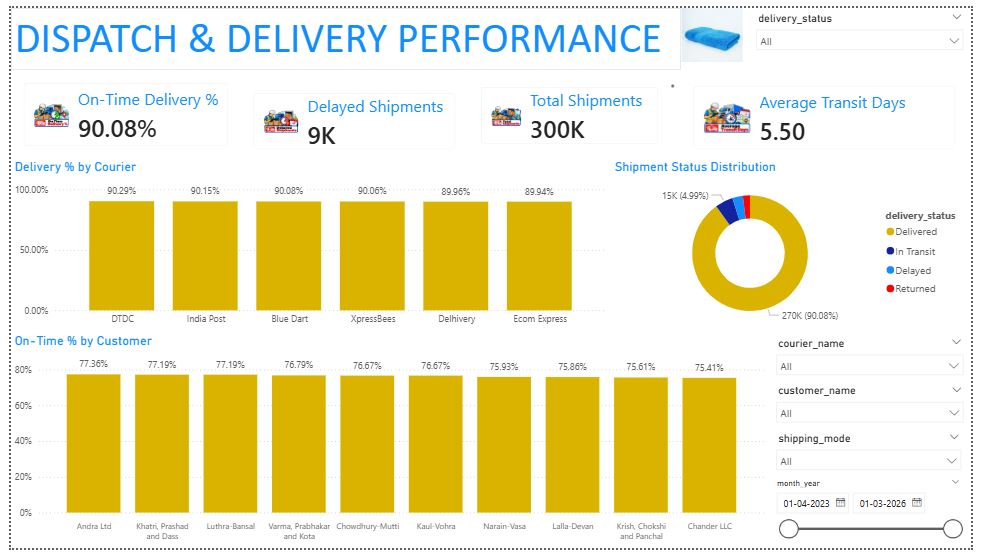 DISPATCH & DELIVERY PERFORMANCE
delivery_status
All
On-Time Delivery %
90.08%
Delayed Shipments
9K
Total Shipments
300K
Average Transit Days
5.50
Delivery % by Courier
100.00%
50.00%
0.00%
90.29%
90.15%
90.08%
90.06%
89.96%
89.94%
DTDC
India Post
Blue Dart
XpressBees
Delhivery
Ecom Express
Shipment Status Distribution
15K (4.99%)
270K (90.08%)
delivery_status
Delivered
In Transit
Delayed
Returned
On-Time % by Customer
80%
60%
40%
20%
0%
77.36%
77.19%
77.19%
76.79%
76.67%
76.67%
75.93%
75.86%
75.61%
75.41%
Andra Ltd
Khatri, Prashad
and Dass
Luthra-Bansal
Varma, Prabhakar
and Kota
Chowdhury-Mutti
Kaul-Vohra
Narain-Vasa
Lalla-Devan
Krish, Chokshi
and Panchal
Chander LLC
courier_name
All
customer_name
All
shipping_mode
All
month_year
01-04-2023
01-03-2026